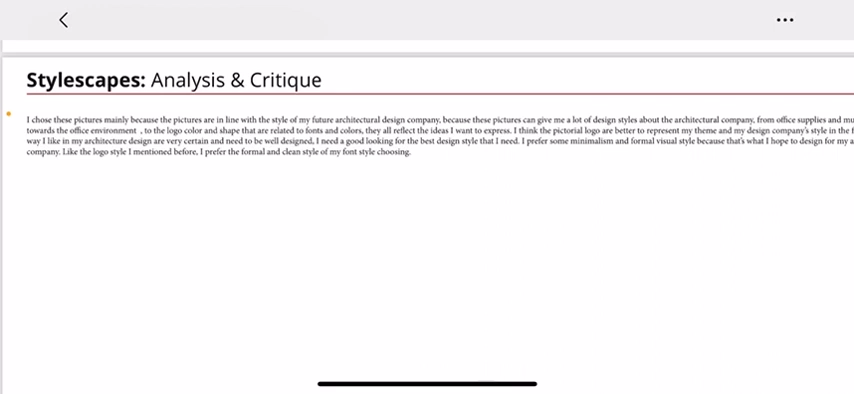 Stylescapes: Analysis & Critique
I chose these pictures mainly because the pictures are in line with the style of my future architectural design company, because these pictures can give me a lot of design styles about the architectural company, from office supplies and mu
towards the office environment , to the logo color and shape that are related to fonts and colors, they all reflect the ideas I want to express. I think the pictorial logo are better to represent my theme and my design company's style in the f
way I like in my architecture design are very certain and need to be well designed, I need a good looking for the best design style that I need. I prefer some minimalism and formal visual style because that's what I hope to design for my a
company. Like the logo style I mentioned before, I prefer the formal and clean style of my font style choosing.